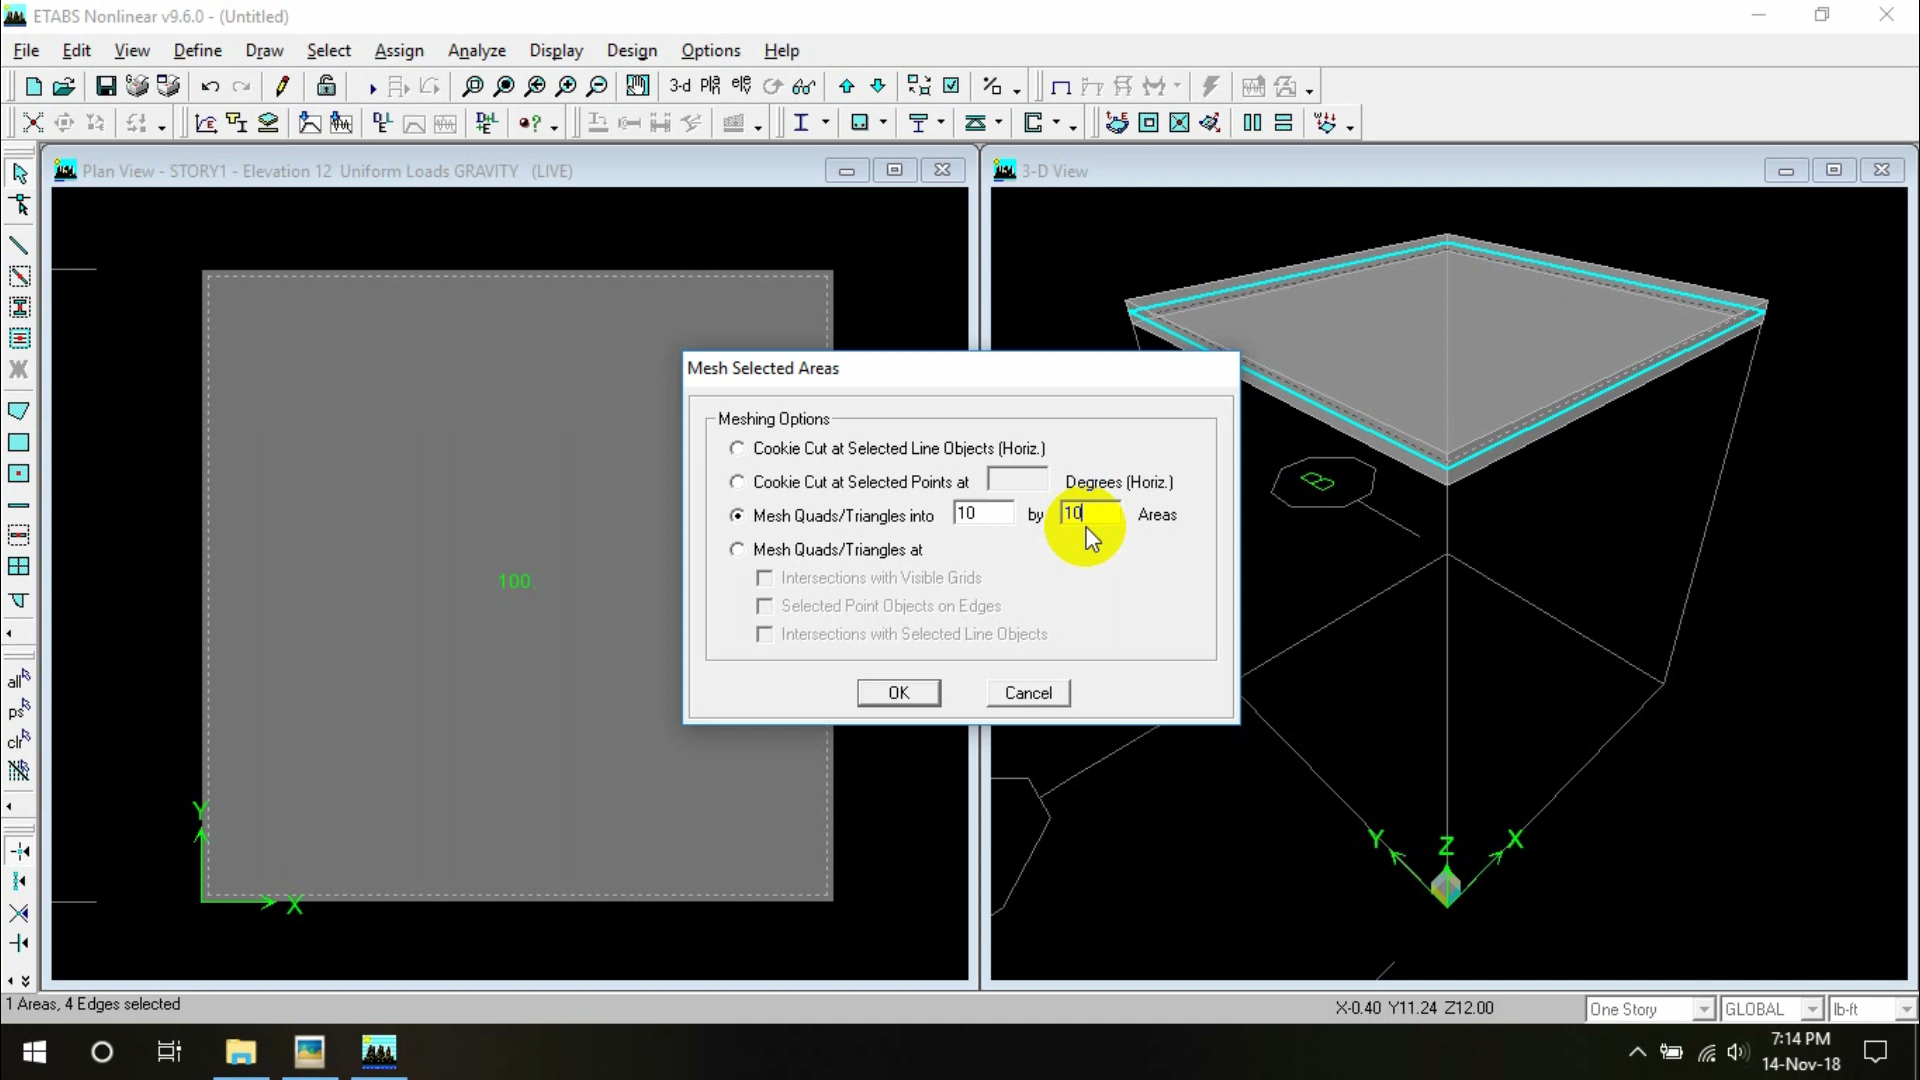 ETABS Nonlinear v9.6.0 - (Untitled)
File Edit View Define Draw Select Assign Analyze Display Design Options Help
3-d
Plan View - STORY1 - Elevation 12 Uniform Loads GRAVITY (LIVE)
3-D View
Mesh Selected Areas
Meshing Options
Cookie Cut at Selected Line Objects (Horiz.)
Cookie Cut at Selected Points at Degrees (Horiz.)
Mesh Quads/Triangles into 10 by 10 Areas
Mesh Quads/Triangles at
Intersections with Visible Grids
Selected Point Objects on Edges
Intersections with Selected Line Objects
OK Cancel
100.
B
Y
X
Y
Z
X
all
ps
clr
1 Areas, 4 Edges selected
X-0.40 Y11.24 Z12.00
One Story
GLOBAL
lb-ft
7:14 PM
14-Nov-18